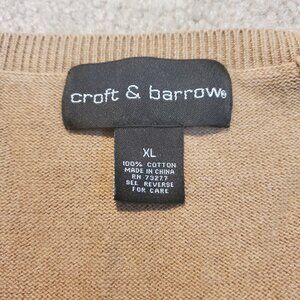 croft & barrow®
XL
100% COTTON
MADE IN CHINA
RN 73277
SEE REVERSE
FOR CARE